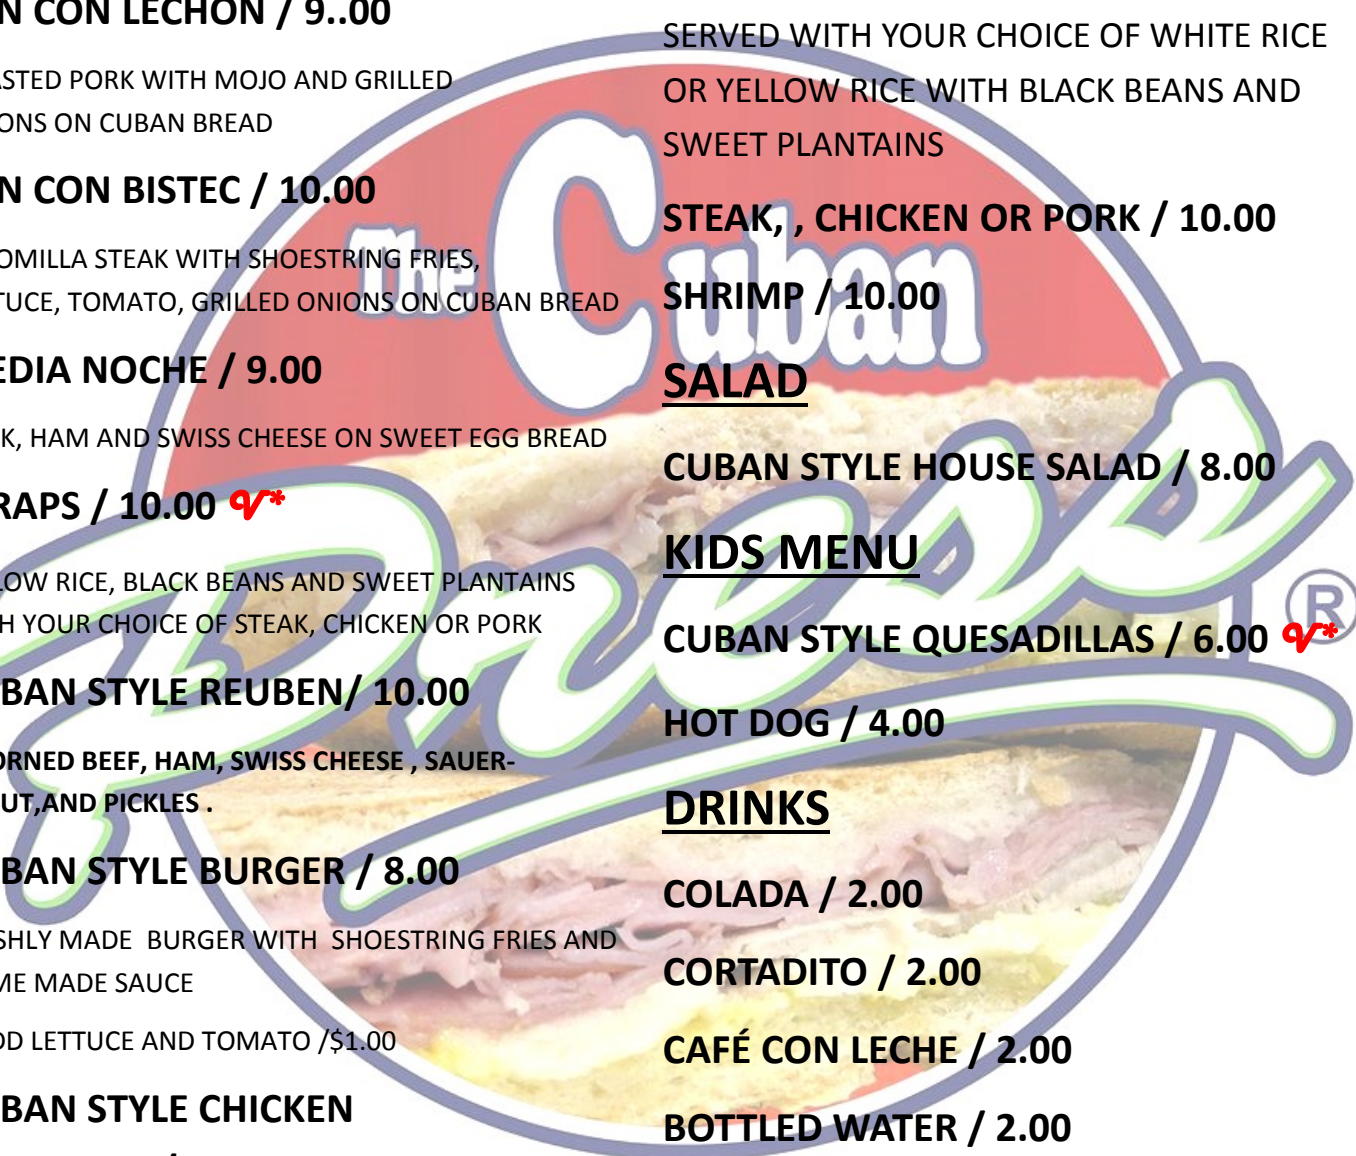 N CON LECHON / 9..00
ASTED PORK WITH MOJO AND GRILLED
IONS ON CUBAN BREAD
N CON BISTEC / 10.00
OMILLA STEAK WITH SHOESTRING FRIES,
TUCE, TOMATO, GRILLED ONIONS ON CUBAN BREAD
EDIA NOCHE / 9.00
K, HAM AND SWISS CHEESE ON SWEET EGG BREAD
RAPS / 10.00 V*
LOW RICE, BLACK BEANS AND SWEET PLANTAINS
H YOUR CHOICE OF STEAK, CHICKEN OR PORK
BAN STYLE REUBEN/ 10.00
ORNED BEEF, HAM, SWISS CHEESE , SAUER-
UT,AND PICKLES .
BAN STYLE BURGER / 8.00
SHLY MADE BURGER WITH SHOESTRING FRIES AND
ME MADE SAUCE
DD LETTUCE AND TOMATO /$1.00
BAN STYLE CHICKEN
SERVED WITH YOUR CHOICE OF WHITE RICE
OR YELLOW RICE WITH BLACK BEANS AND
SWEET PLANTAINS
STEAK, , CHICKEN OR PORK / 10.00
SHRIMP / 10.00
SALAD
CUBAN STYLE HOUSE SALAD / 8.00
KIDS MENU
CUBAN STYLE QUESADILLAS / 6.00 V*
HOT DOG / 4.00
DRINKS
COLADA / 2.00
CORTADITO / 2.00
CAFÉ CON LECHE / 2.00
BOTTLED WATER / 2.00
The Cuban
Press ®